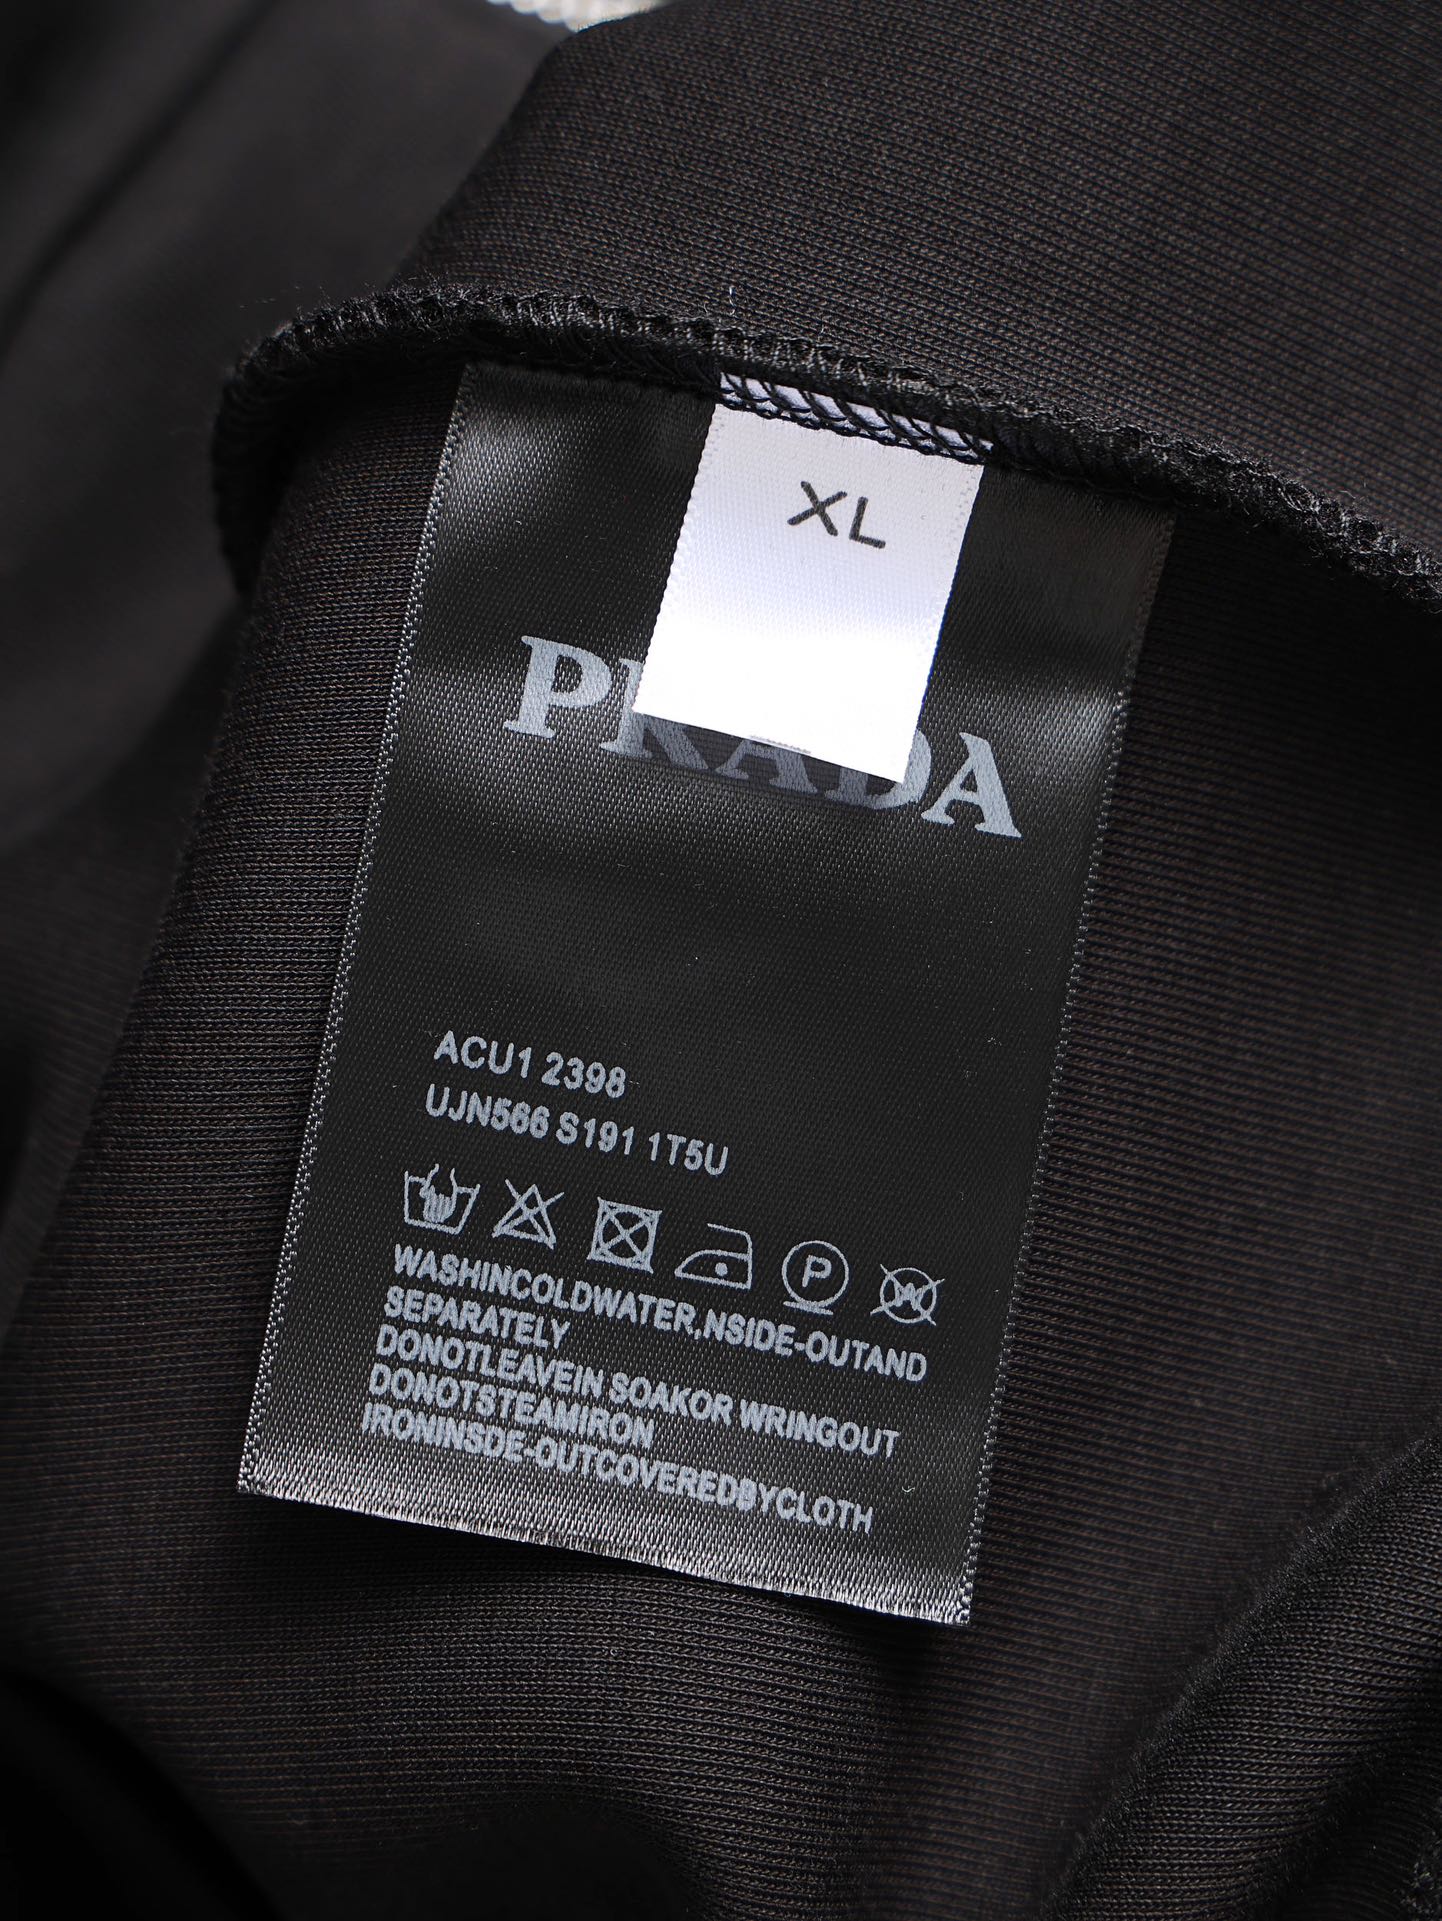 XL
PRADA
ACU1 2398
UJN566 S191 1T5U
P
W
WASHINCOLDWATER,NSIDE-OUTAND
SEPARATELY
DONOTLEAVEIN SOAKOR WRINGOUT
DONOTSTEAMIRON
IRONINSDE-OUTCOVEREDBYCLOTH